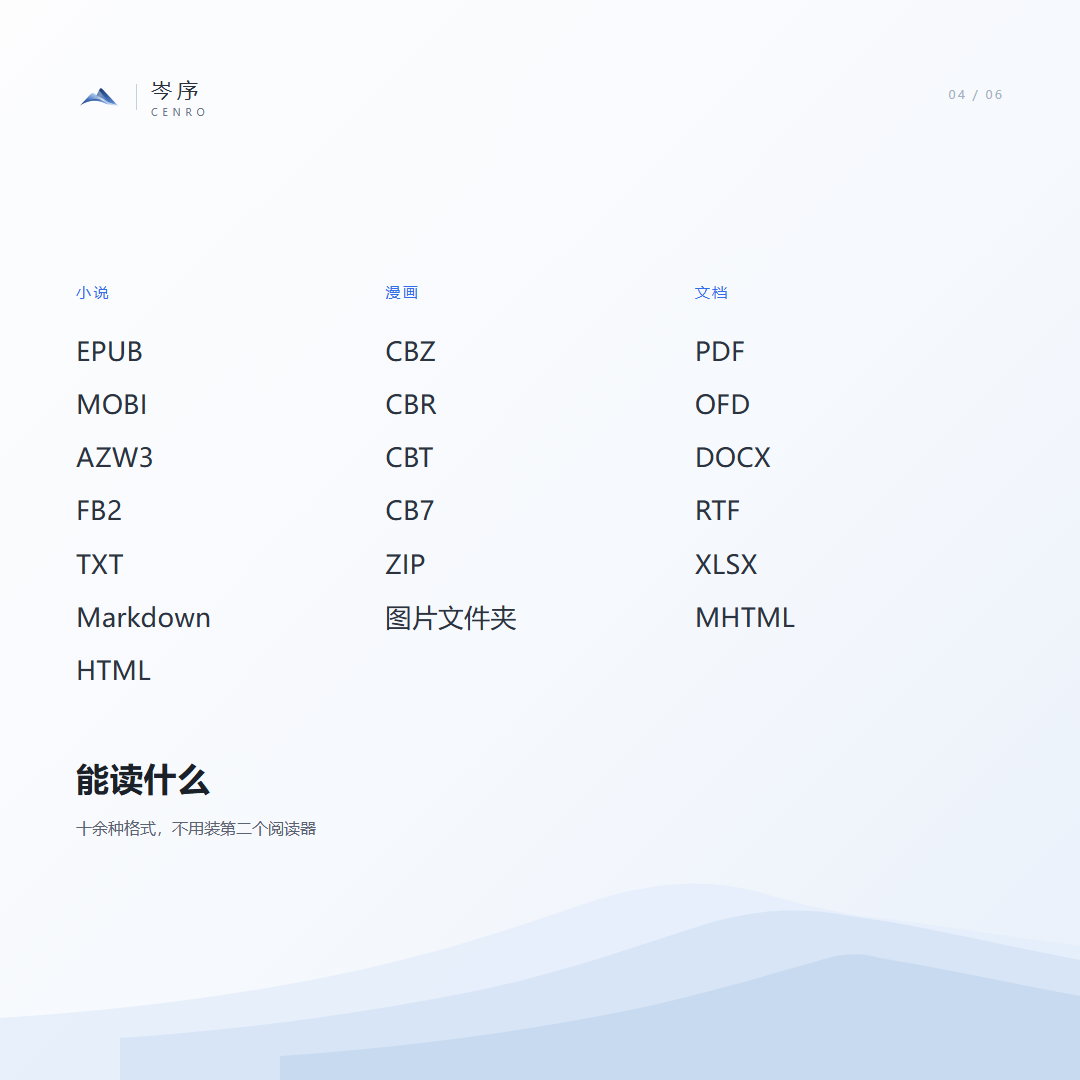 岑序
CENRO
04 / 06
小说
EPUB
MOBI
AZW3
FB2
TXT
Markdown
HTML
漫画
CBZ
CBR
CBT
CB7
ZIP
图片文件夹
文档
PDF
OFD
DOCX
RTF
XLSX
MHTML
能读什么
十余种格式，不用装第二个阅读器